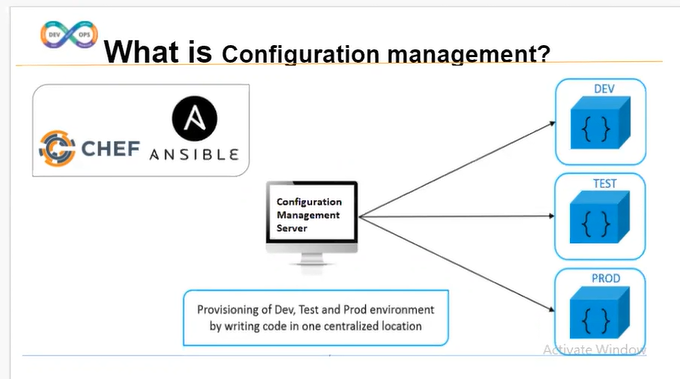 DEV OPS
What is Configuration management?
CHEF
ANSIBLE
A
Configuration
Management
Server
DEV
{ }
TEST
{ }
PROD
{ }
Provisioning of Dev, Test and Prod environment
by writing code in one centralized location
Activate Window